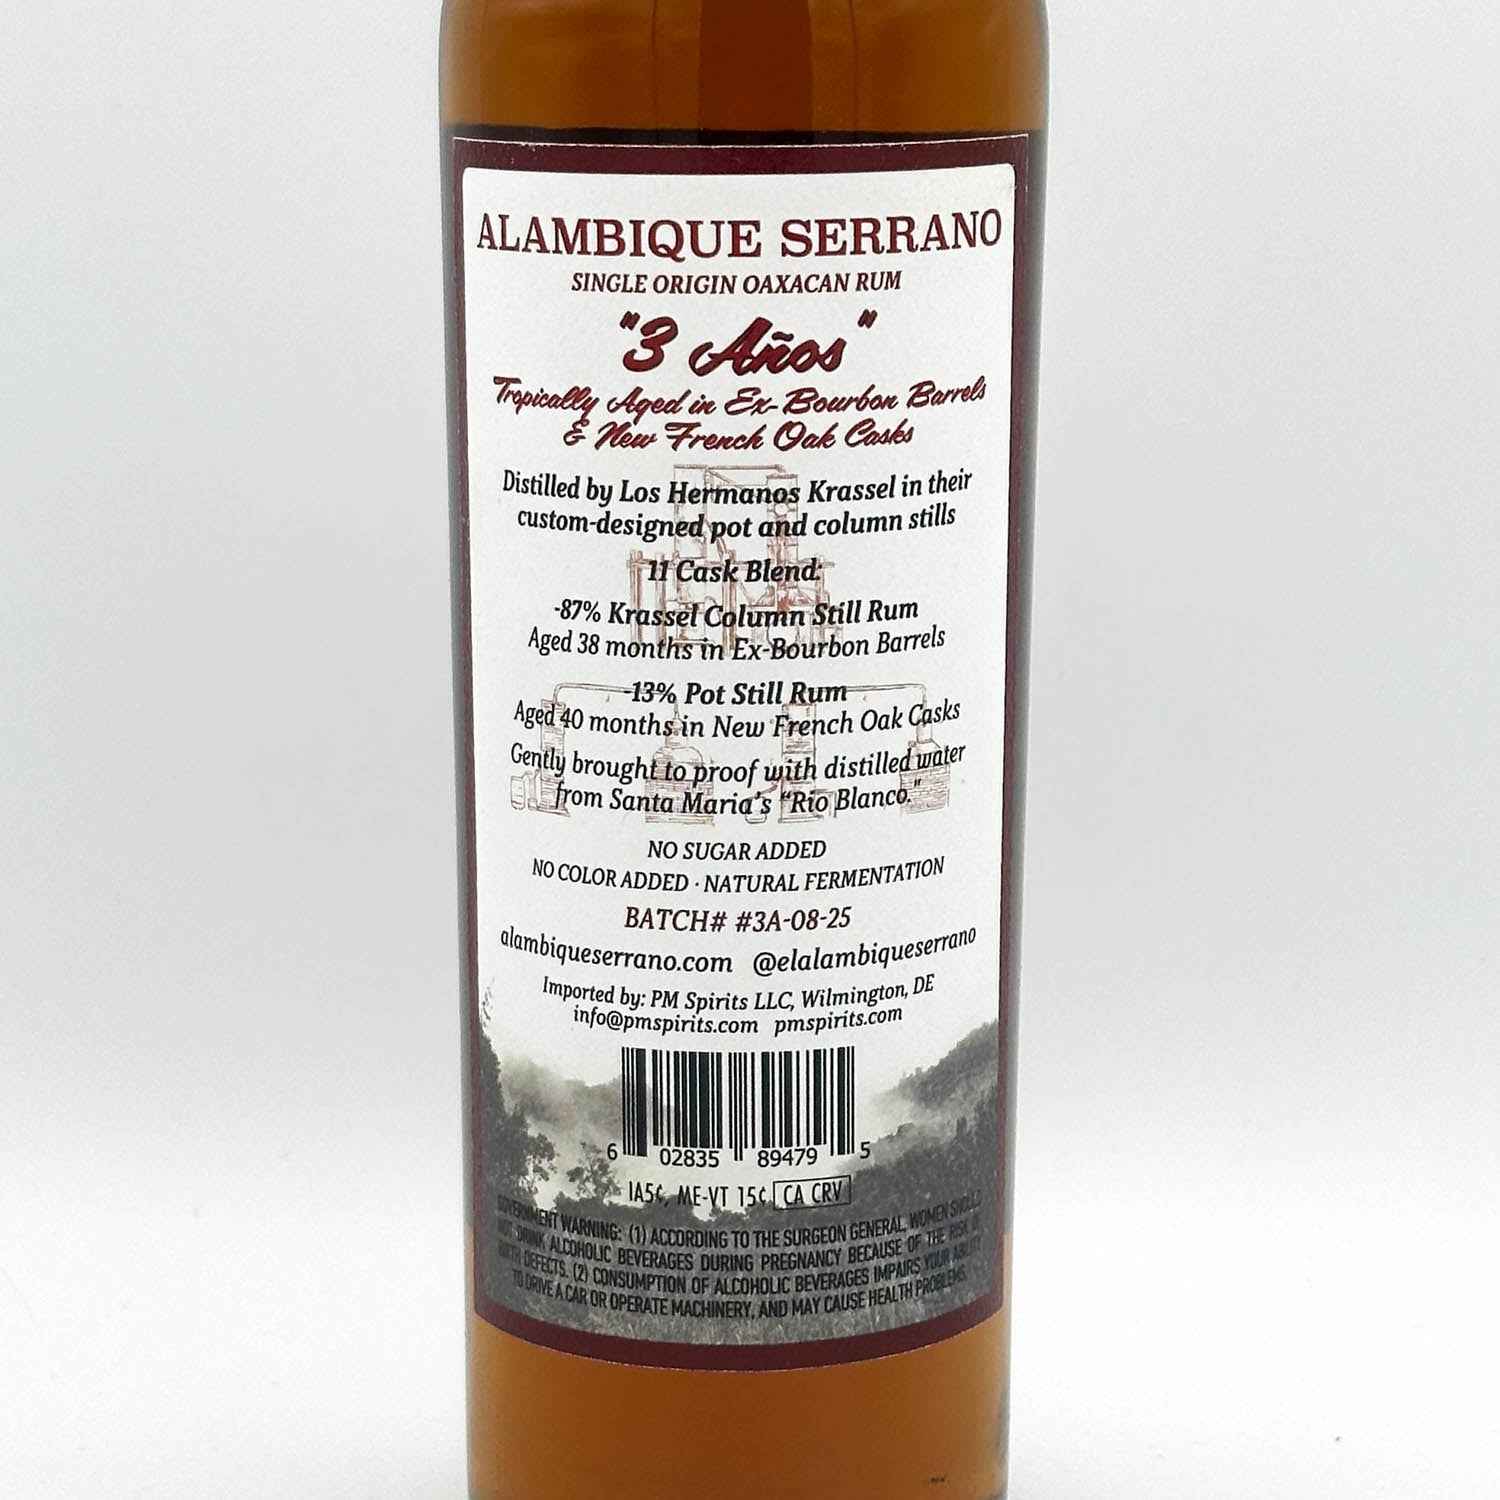 ALAMBIQUE SERRANO
SINGLE ORIGIN OAXACAN RUM
"3 Años"
Tropically Aged in Ex-Bourbon Barrels
& New French Oak Casks
Distilled by Los Hermanos Krassel in their
custom-designed pot and column stills
11 Cask Blend:
-87% Krassel Column Still Rum
Aged 38 months in Ex-Bourbon Barrels
-13% Pot Still Rum
Aged 40 months in New French Oak Casks
Gently brought to proof with distilled water
from Santa Maria's "Rio Blanco."
NO SUGAR ADDED
NO COLOR ADDED · NATURAL FERMENTATION
BATCH# #3A-08-25
alambiqueserrano.com @elalambiqueserrano
Imported by: PM Spirits LLC, Wilmington, DE
info@pmspirits.com pmspirits.com
6 02835 89479 5
IA5¢, ME-VT 15¢ CA CRV
GOVERNMENT WARNING: (1) ACCORDING TO THE SURGEON GENERAL, WOMEN SHOULD
NOT DRINK ALCOHOLIC BEVERAGES DURING PREGNANCY BECAUSE OF THE RISK OF
BIRTH DEFECTS. (2) CONSUMPTION OF ALCOHOLIC BEVERAGES IMPAIRS YOUR ABILITY
TO DRIVE A CAR OR OPERATE MACHINERY, AND MAY CAUSE HEALTH PROBLEMS.